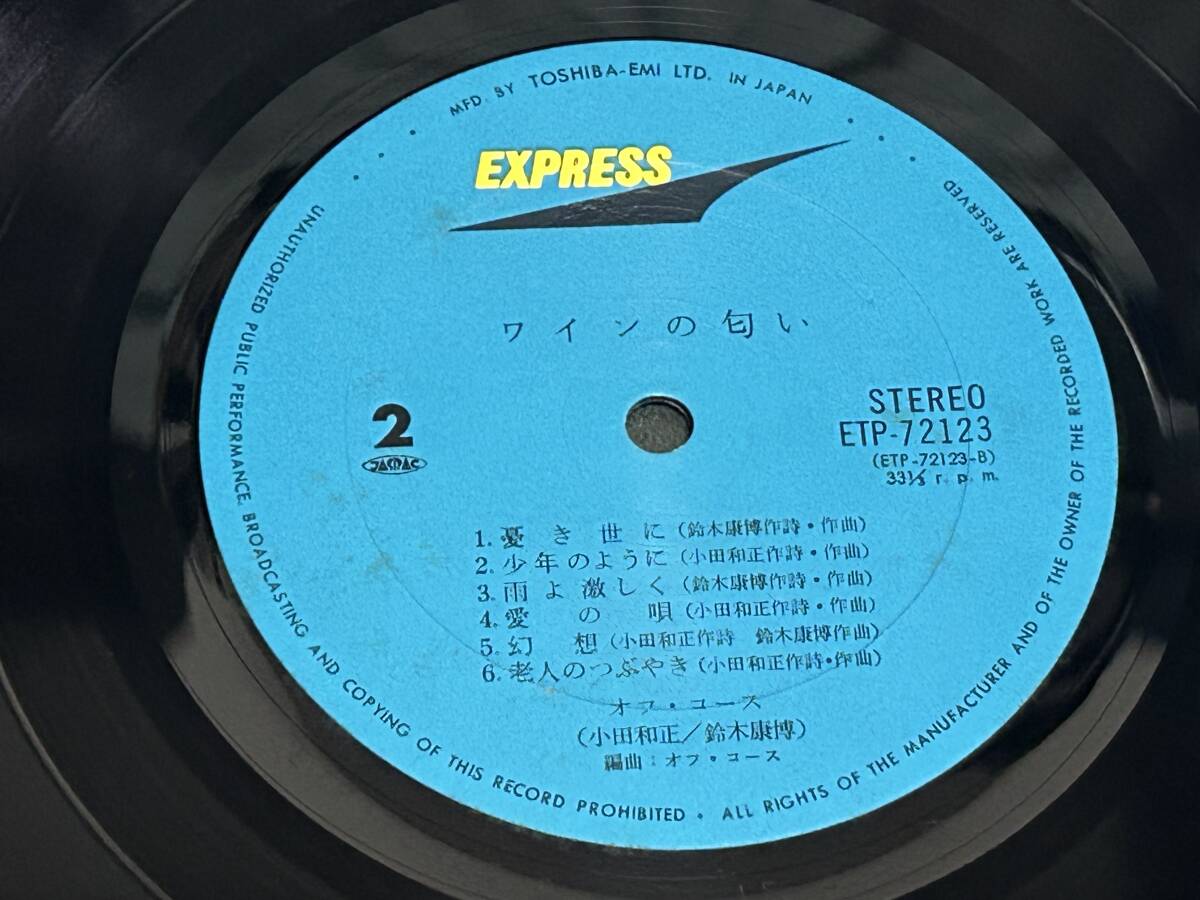 MFD. BY TOSHIBA-EMI LTD. IN JAPAN
EXPRESS
ワインの匂い
2
JASRAC
STEREO
ETP-72123
(ETP-72123-B)
33⅓ r. p. m.
1. 憂き世に (鈴木康博作詩・作曲)
2. 少年のように (小田和正作詩・作曲)
3. 雨よ激しく (鈴木康博作詩・作曲)
4. 愛の唄 (小田和正作詩・作曲)
5. 幻想 (小田和正作詩 鈴木康博作曲)
6. 老人のつぶやき (小田和正作詩・作曲)
オフ・コース
(小田和正/鈴木康博)
編曲:オフ・コース
UNAUTHORIZED PUBLIC PERFORMANCE, BROADCASTING AND COPYING OF THIS RECORD PROHIBITED • ALL RIGHTS OF THE MANUFACTURER AND OF THE OWNER OF THE RECORDED WORK ARE RESERVED